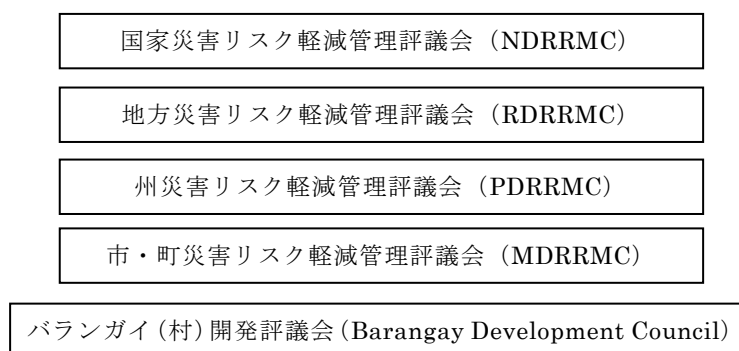 国家災害リスク軽減管理評議会（NDRRMC）
地方災害リスク軽減管理評議会（RDRRMC）
州災害リスク軽減管理評議会（PDRRMC）
市・町災害リスク軽減管理評議会（MDRRMC）
バランガイ（村）開発評議会（Barangay Development Council）